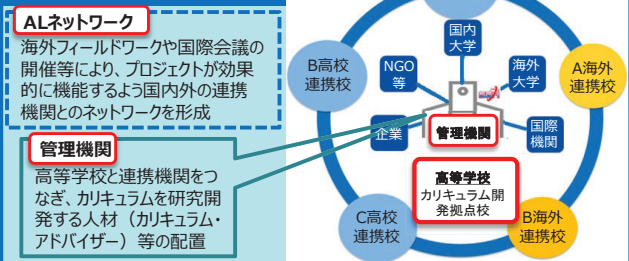 ALネットワーク
海外フィールドワークや国際会議の
開催等により、プロジェクトが効果
的に機能するよう国内外の連携
機関とのネットワークを形成
管理機関
高等学校と連携機関をつ
なぎ、カリキュラムを研究開
発する人材（カリキュラム・
アドバイザー）等の配置
国内
大学
NGO
等
海外
大学
企業
管理機関
国際
機関
B高校
連携校
A海外
連携校
高等学校
カリキュラム開
発拠点校
C高校
連携校
B海外
連携校